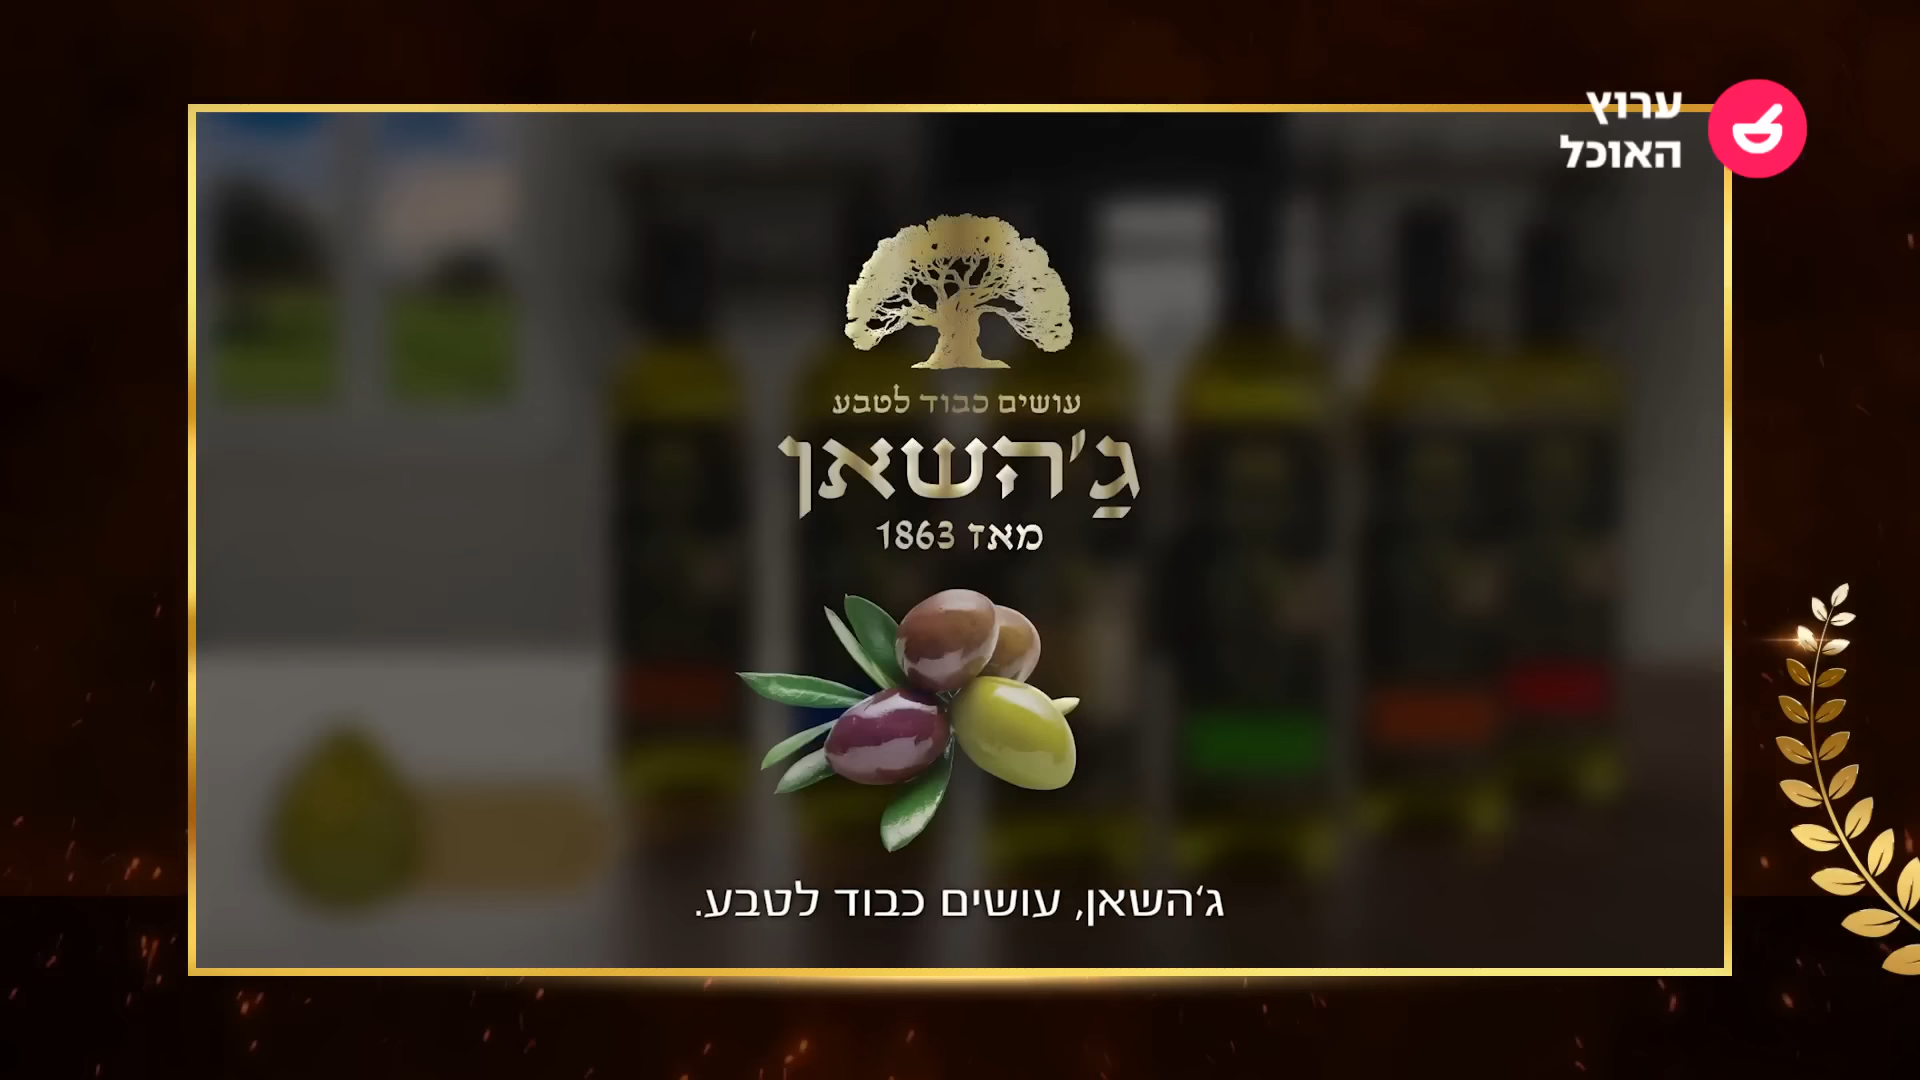 ערוץ
האוכל
עושים כבוד לטבע
גַ'השאן
מאז 1863
ג'השאן, עושים כבוד לטבע.